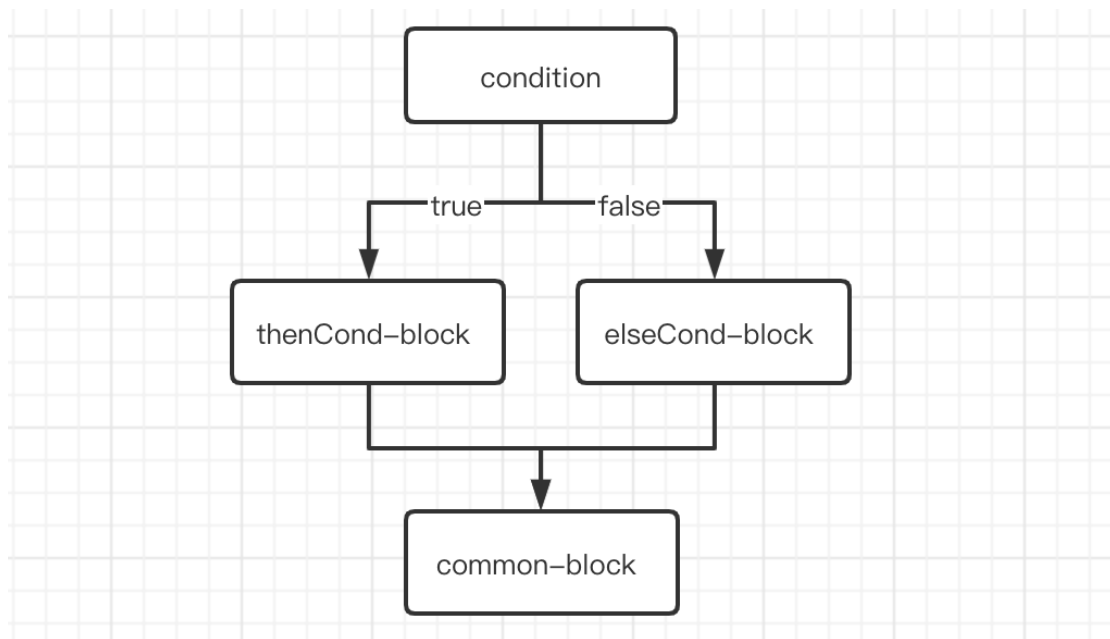 condition
true
false
thenCond-block
elseCond-block
common-block